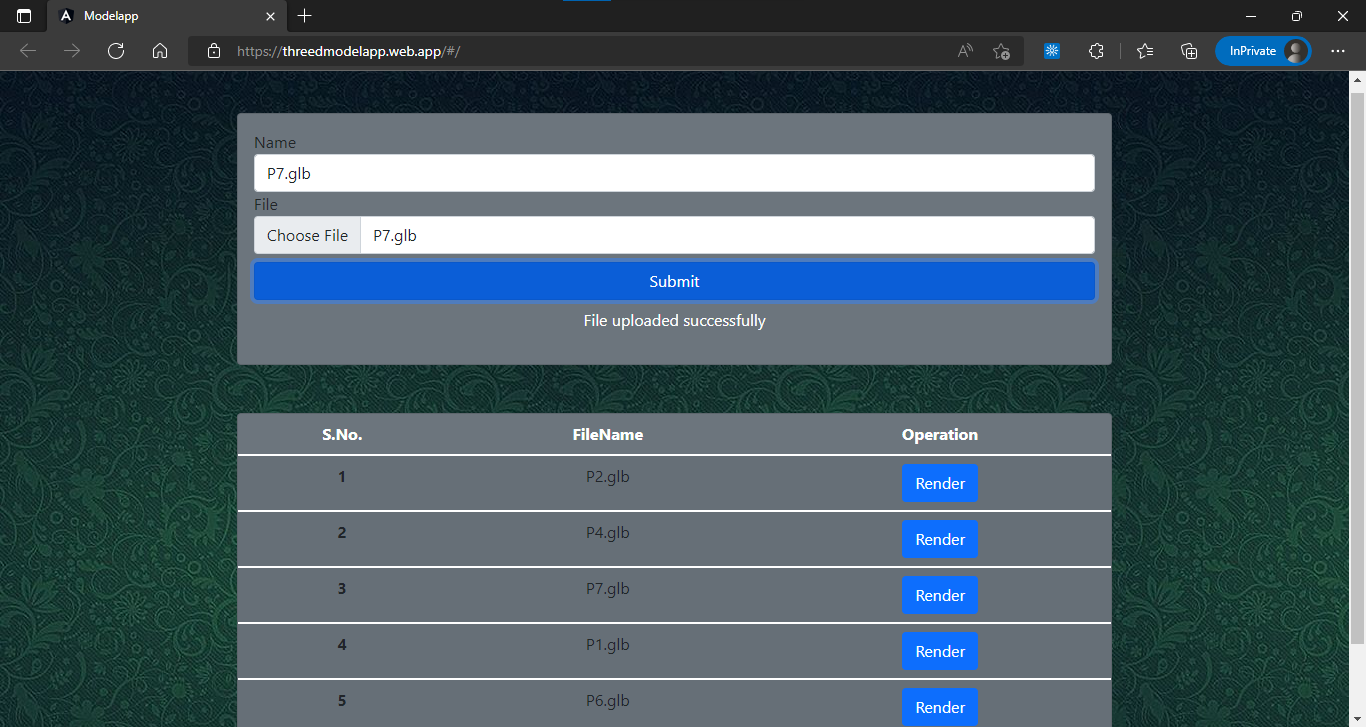 Modelapp
https://threedmodelapp.web.app/#/
InPrivate
Name
P7.glb
File
Choose File P7.glb
Submit
File uploaded successfully
S.No. FileName Operation
1 P2.glb Render
2 P4.glb Render
3 P7.glb Render
4 P1.glb Render
5 P6.glb Render